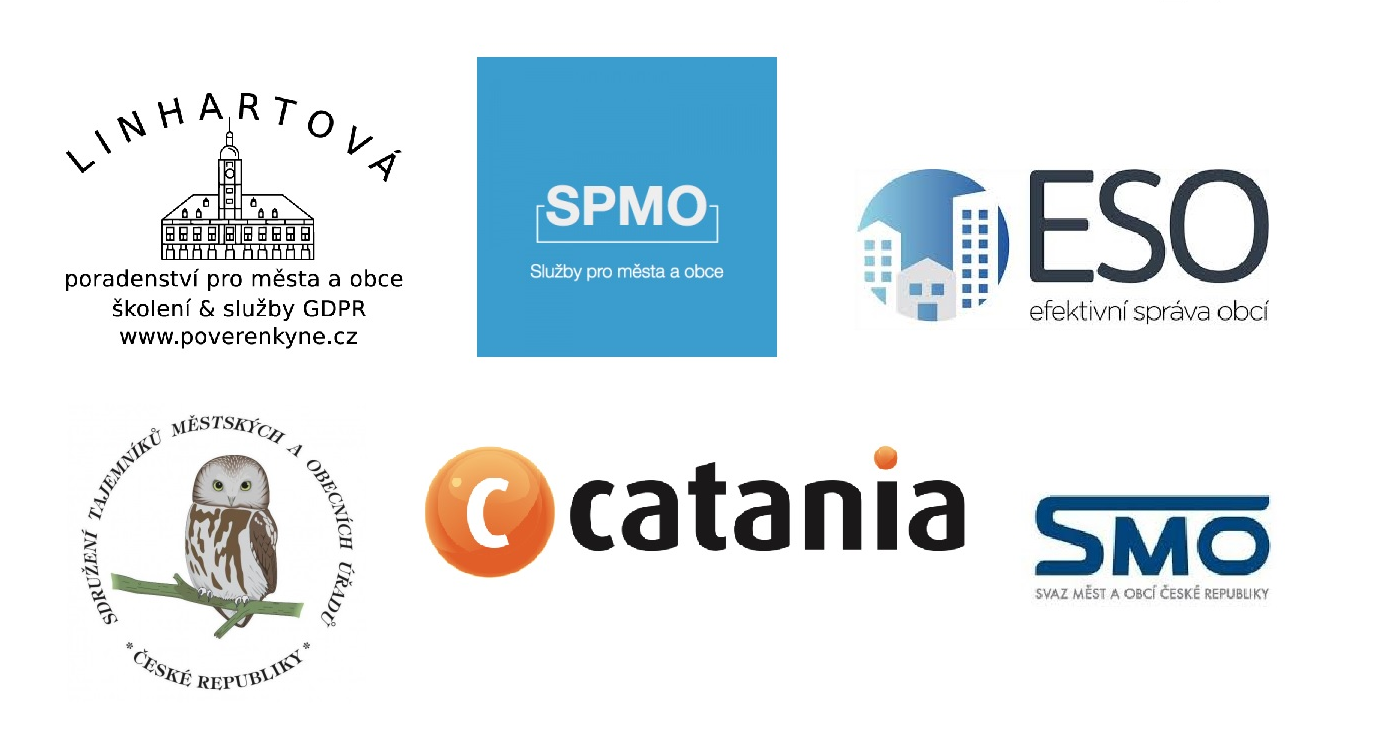 LINHARTOVÁ
poradenství pro města a obce
školení & služby GDPR
www.poverenkyne.cz
SPMO
Služby pro města a obce
ESO
efektivní správa obcí
SDRUŽENÍ TAJEMNÍKŮ MĚSTSKÝCH A OBECNÍCH ÚŘADŮ
* ČESKÉ REPUBLIKY *
c catania
SMO
SVAZ MĚST A OBCÍ ČESKÉ REPUBLIKY